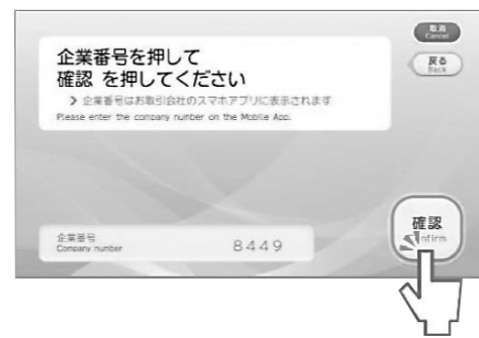 取消
Cancel
企業番号を押して
確認 を押してください
戻る
Back
> 企業番号はお取引会社のスマホアプリに表示されます
Please enter the company number on the Mobile App.
企業番号
Company number
8449
確認
nfirm